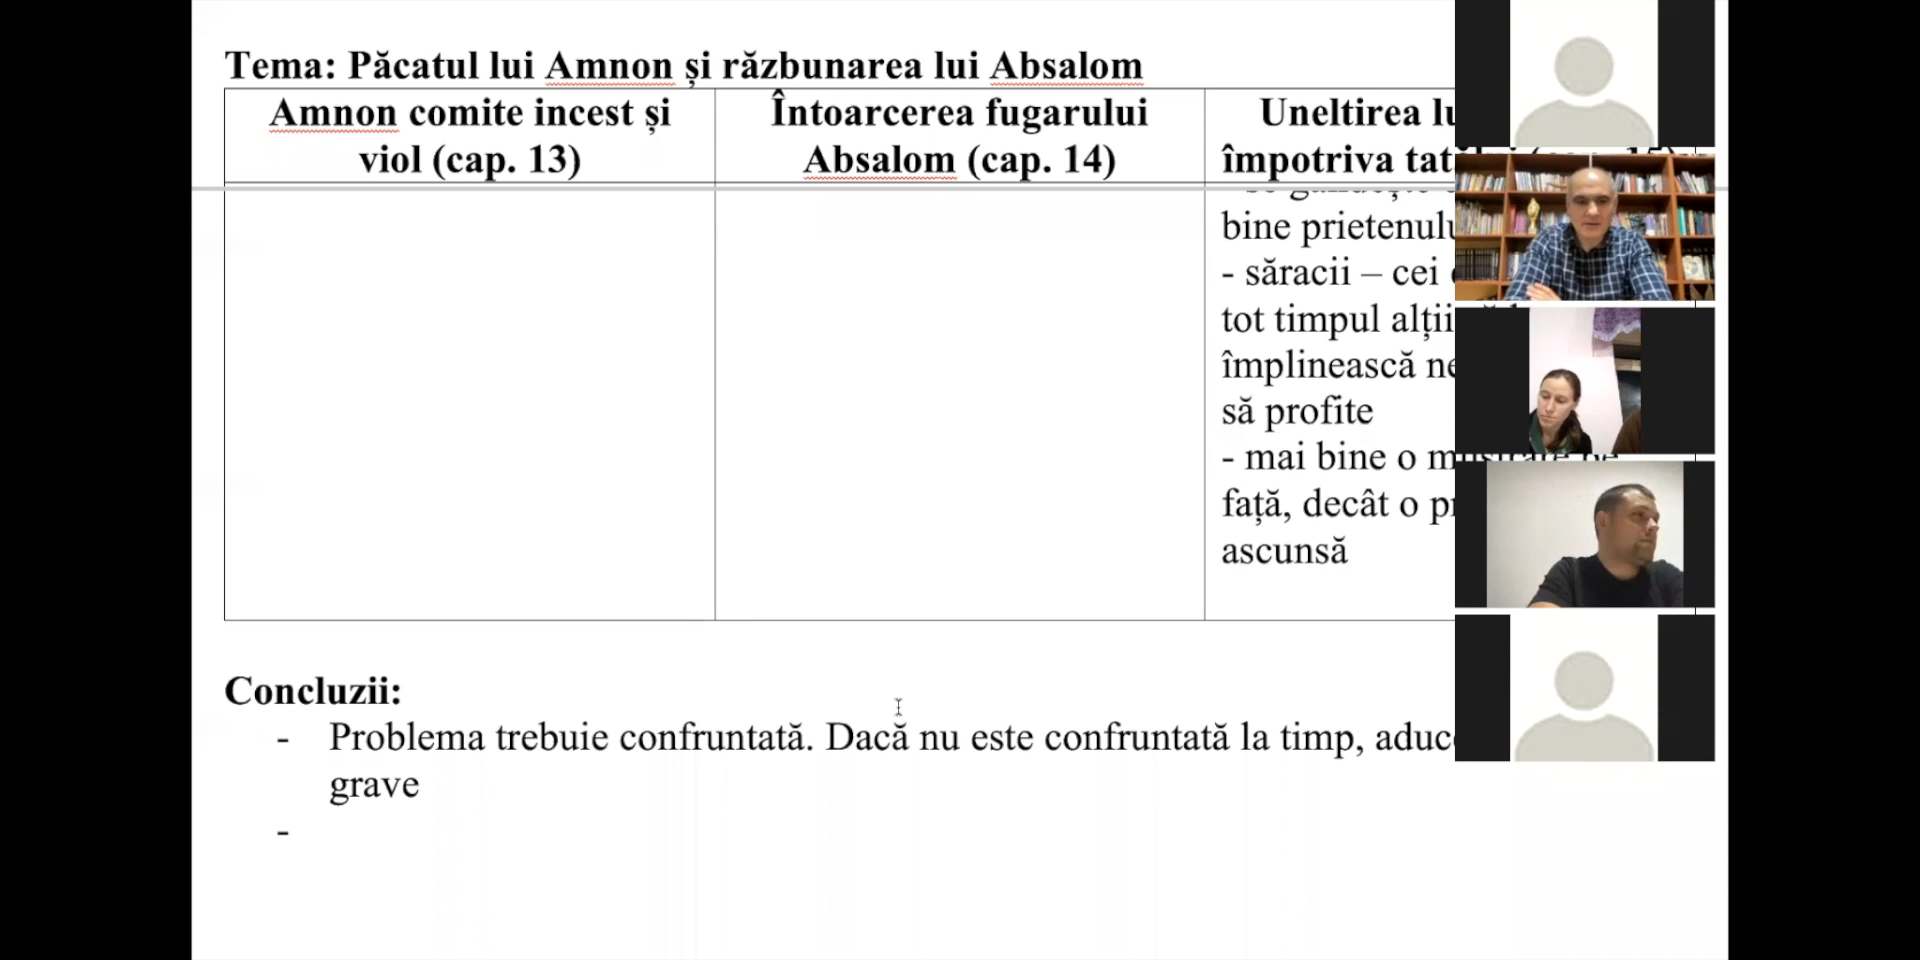 Tema: Păcatul lui Amnon și răzbunarea lui Absalom
Amnon comite incest și
viol (cap. 13)
Întoarcerea fugarului
Absalom (cap. 14)
Uneltirea
împotriva
bine
- săracii – cei
tot timpul alții
împlinească
să profite
- mai bine o
față, decât o
ascunsă
Concluzii:
- Problema trebuie confruntată. Dacă nu este confruntată la timp,
grave
-